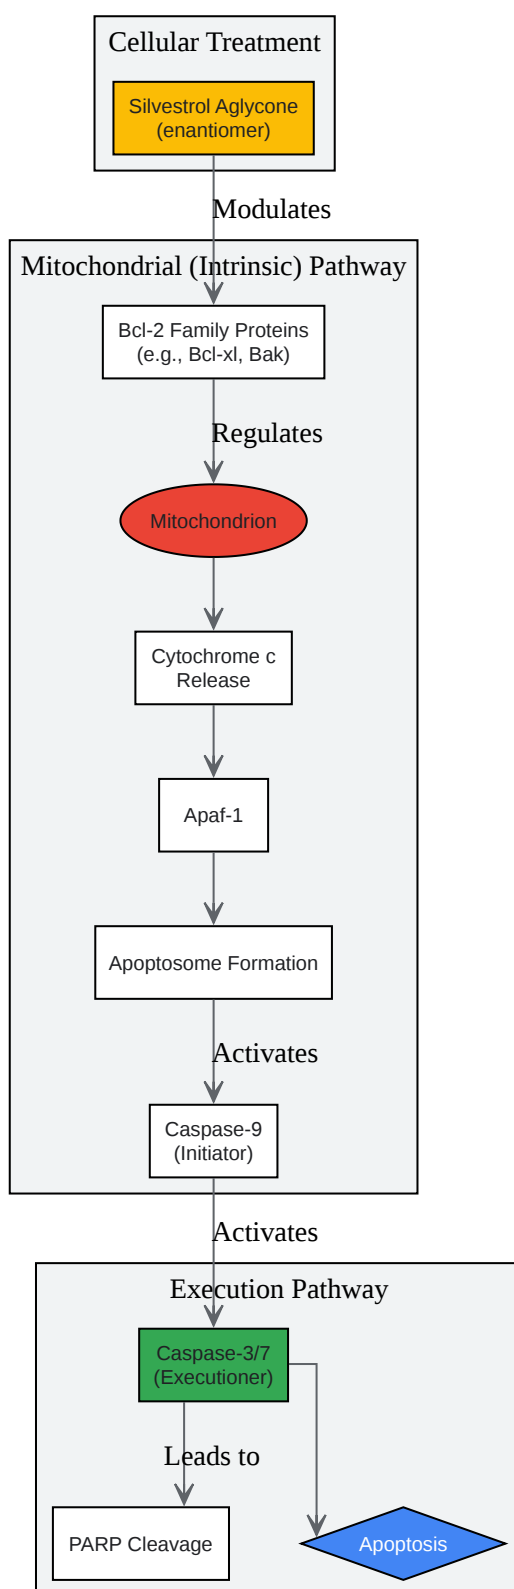 Cellular Treatment
Silvestrol Aglycone
(enantiomer)
Modulates
Mitochondrial (Intrinsic) Pathway
Bcl-2 Family Proteins
(e.g., Bcl-xl, Bak)
Regulates
Mitochondrion
Cytochrome c
Release
Apaf-1
Apoptosome Formation
Activates
Caspase-9
(Initiator)
Activates
Execution Pathway
Caspase-3/7
(Executioner)
Leads to
PARP Cleavage
Apoptosis